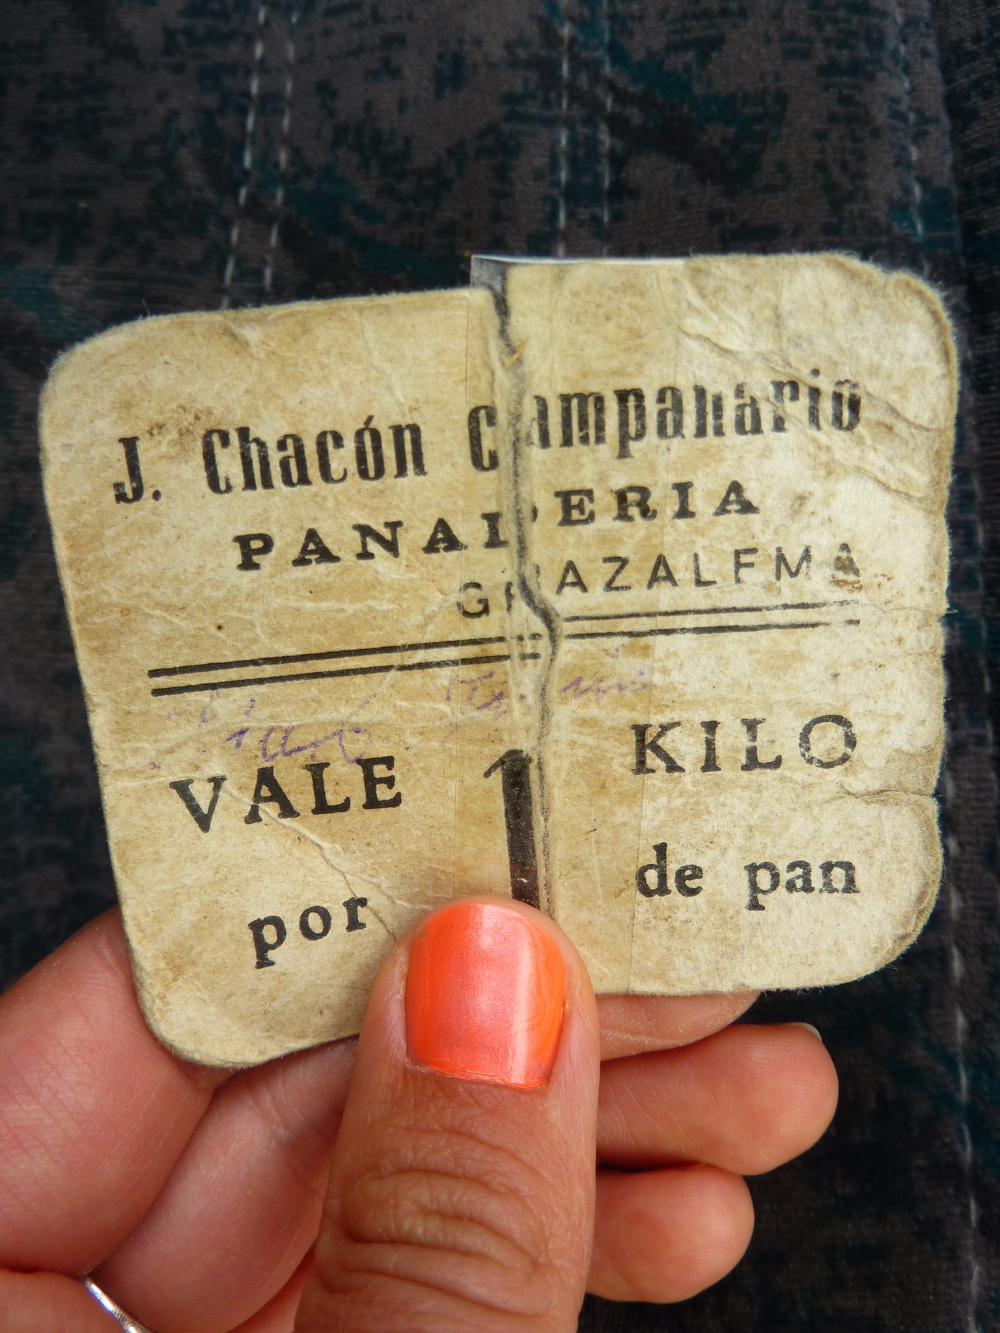 J. Chacón Campanario
PANADERIA
GRAZALEMA
VALE 1 KILO
por de pan